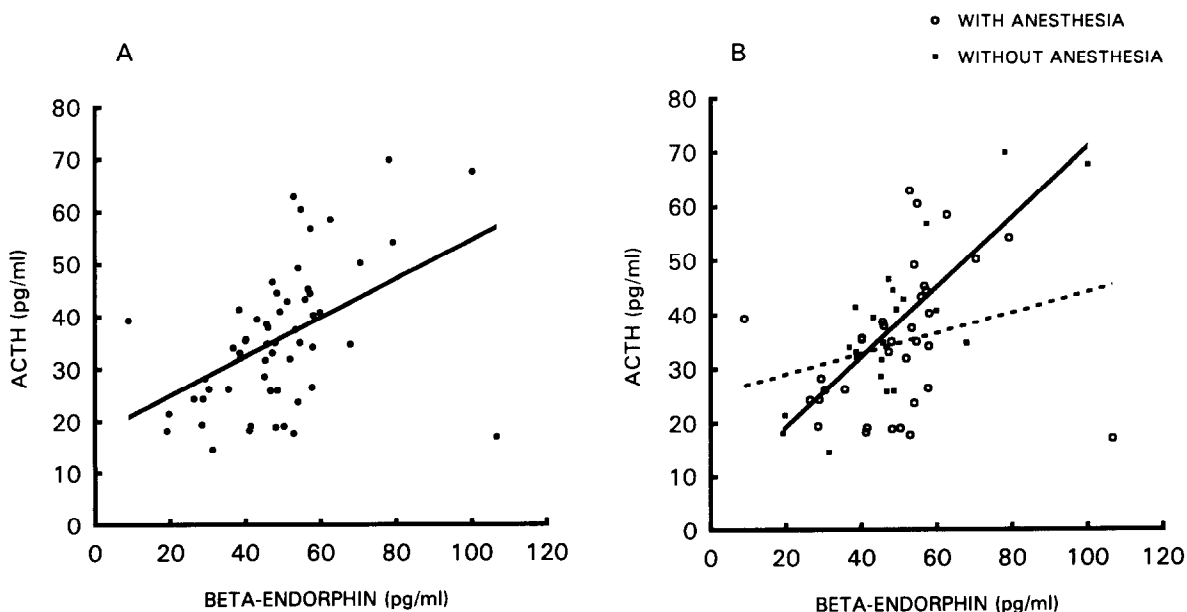 WITH ANESTHESIA
WITHOUT ANESTHESIA
A
B
ACTH (pg/ml)
80
70
60
50
40
30
20
10
0
0 20 40 60 80 100 120
BETA-ENDORPHIN (pg/ml)
ACTH (pg/ml)
80
70
60
50
40
30
20
10
0
0 20 40 60 80 100 120
BETA-ENDORPHIN (pg/ml)